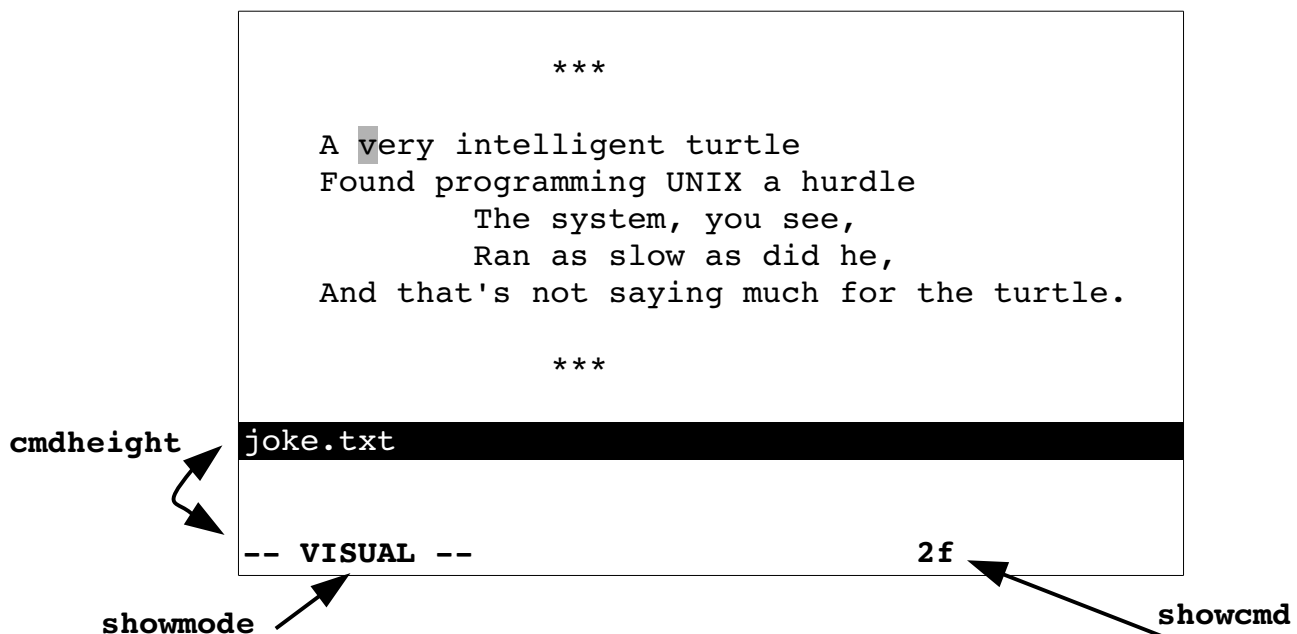 ***
A very intelligent turtle
Found programming UNIX a hurdle
The system, you see,
Ran as slow as did he,
And that's not saying much for the turtle.
***
cmdheight joke.txt
-- VISUAL -- 2f
showmode showcmd